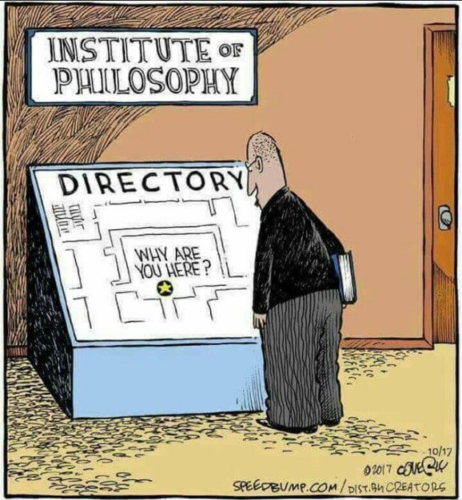 INSTITUTE OF
PHILOSOPHY
DIRECTORY
WHY ARE
YOU HERE?
10/17
©2017
SPEEDBUMP.COM / DIST. BY CREATORS